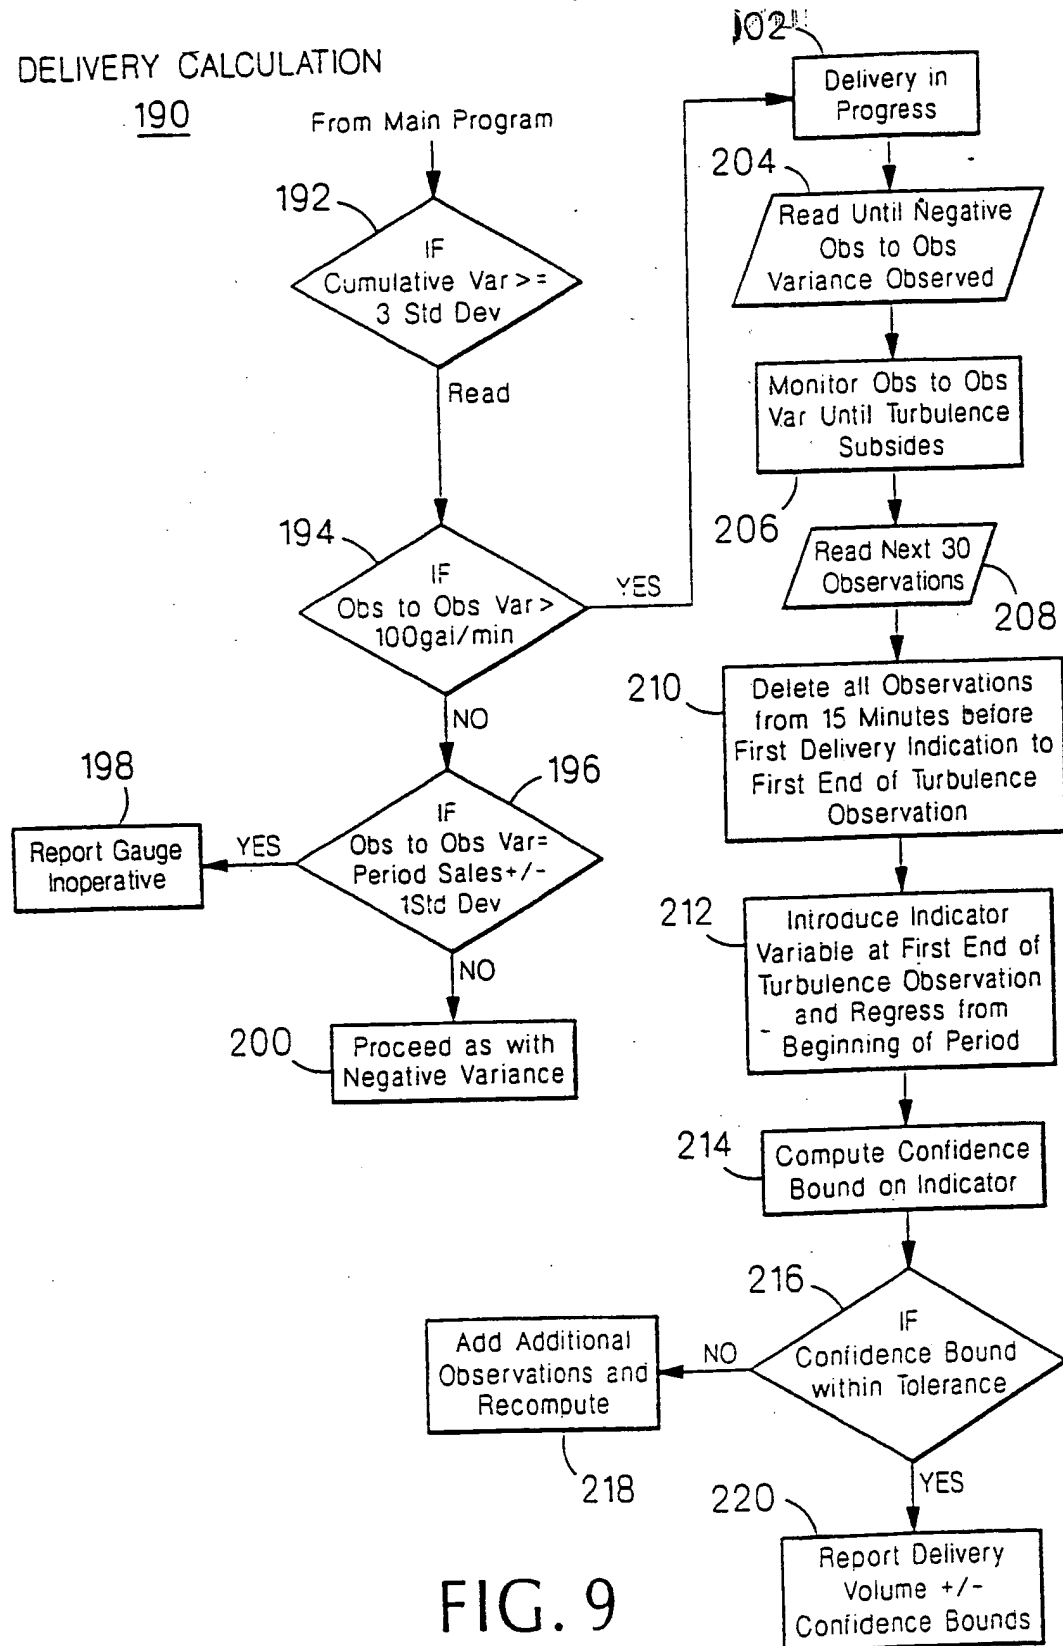 DELIVERY CALCULATION
190
From Main Program
192
IF
Cumulative Var >=
3 Std Dev
Read
194
IF
Obs to Obs Var >
100gal/min
YES
NO
196
IF
Obs to Obs Var=
Period Sales+/-
1Std Dev
YES
198
Report Gauge
Inoperative
NO
200
Proceed as with
Negative Variance
Delivery in
Progress
204
Read Until Negative
Obs to Obs
Variance Observed
Monitor Obs to Obs
Var Until Turbulence
Subsides
206
Read Next 30
Observations
208
210
Delete all Observations
from 15 Minutes before
First Delivery Indication to
First End of Turbulence
Observation
212
Introduce Indicator
Variable at First End of
Turbulence Observation
and Regress from
Beginning of Period
214
Compute Confidence
Bound on Indicator
216
IF
Confidence Bound
within Tolerance
NO
Add Additional
Observations and
Recompute
218
YES
220
Report Delivery
Volume +/-
Confidence Bounds
FIG. 9